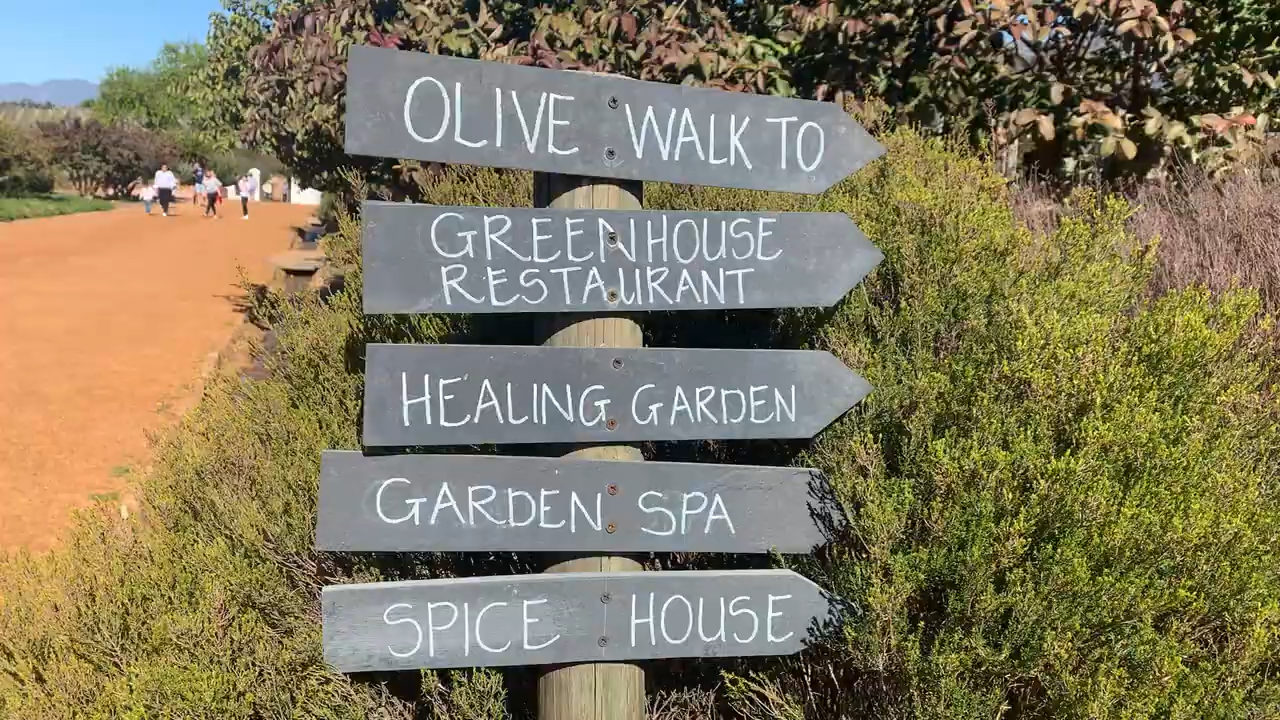 OLIVE WALK TO
GREENHOUSE
RESTAURANT
HEALING GARDEN
GARDEN SPA
SPICE HOUSE